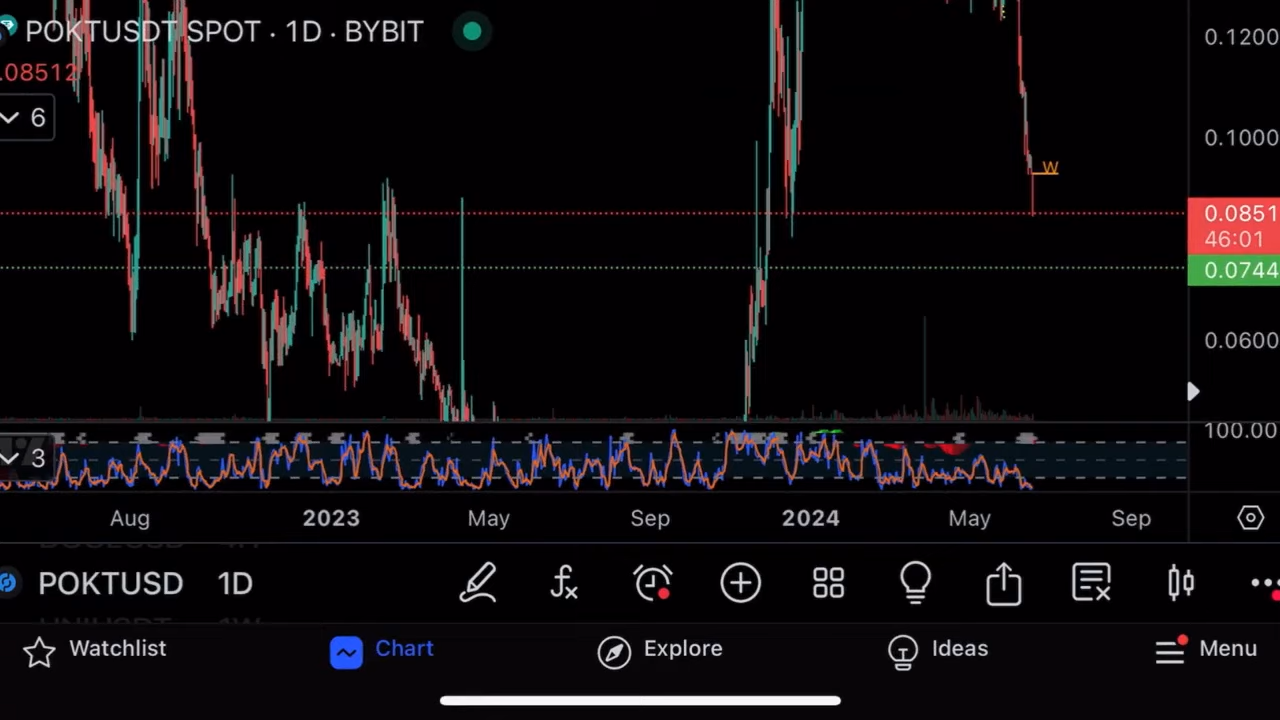 POKTUSDT SPOT · 1D · BYBIT
.08512
6
0.1200
0.1000
W
0.0851
46:01
0.0744
0.0600
100.00
3
Aug 2023 May Sep 2024 May Sep
POKTUSD 1D
Watchlist Chart Explore Ideas Menu